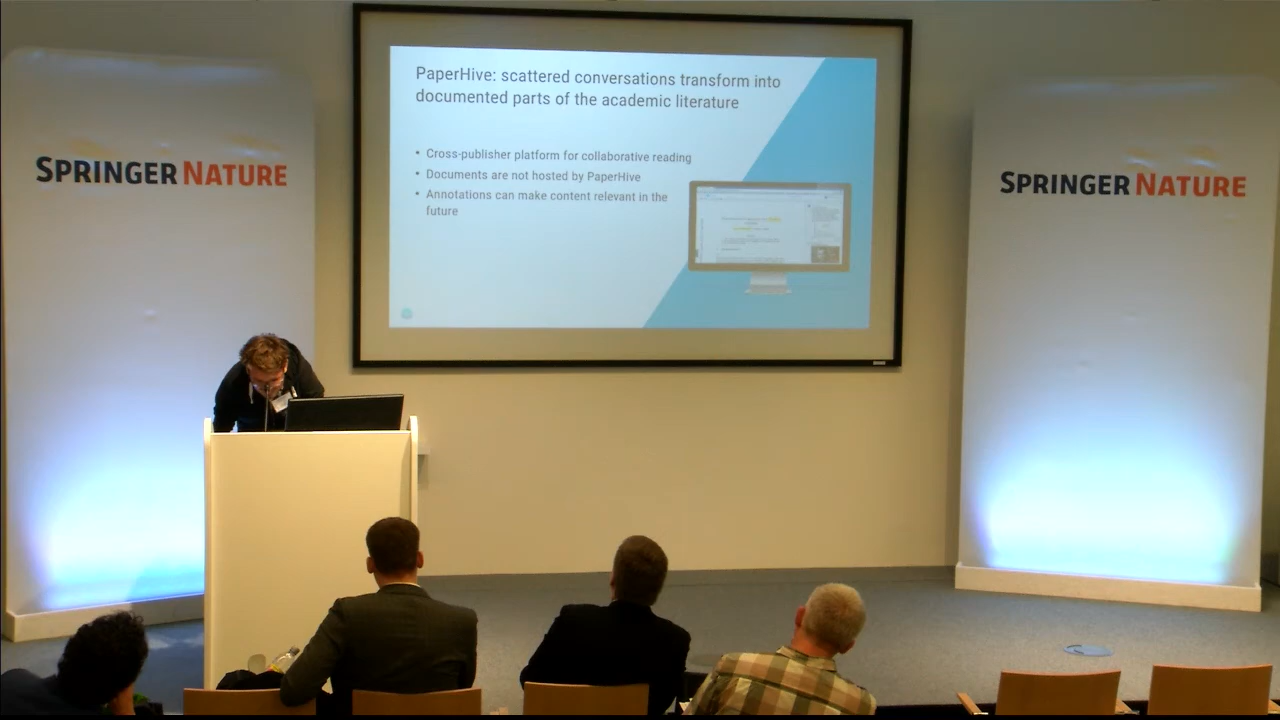 PaperHive: scattered conversations transform into
documented parts of the academic literature
• Cross-publisher platform for collaborative reading
• Documents are not hosted by PaperHive
• Annotations can make content relevant in the
future
SPRINGER NATURE
SPRINGER NATURE